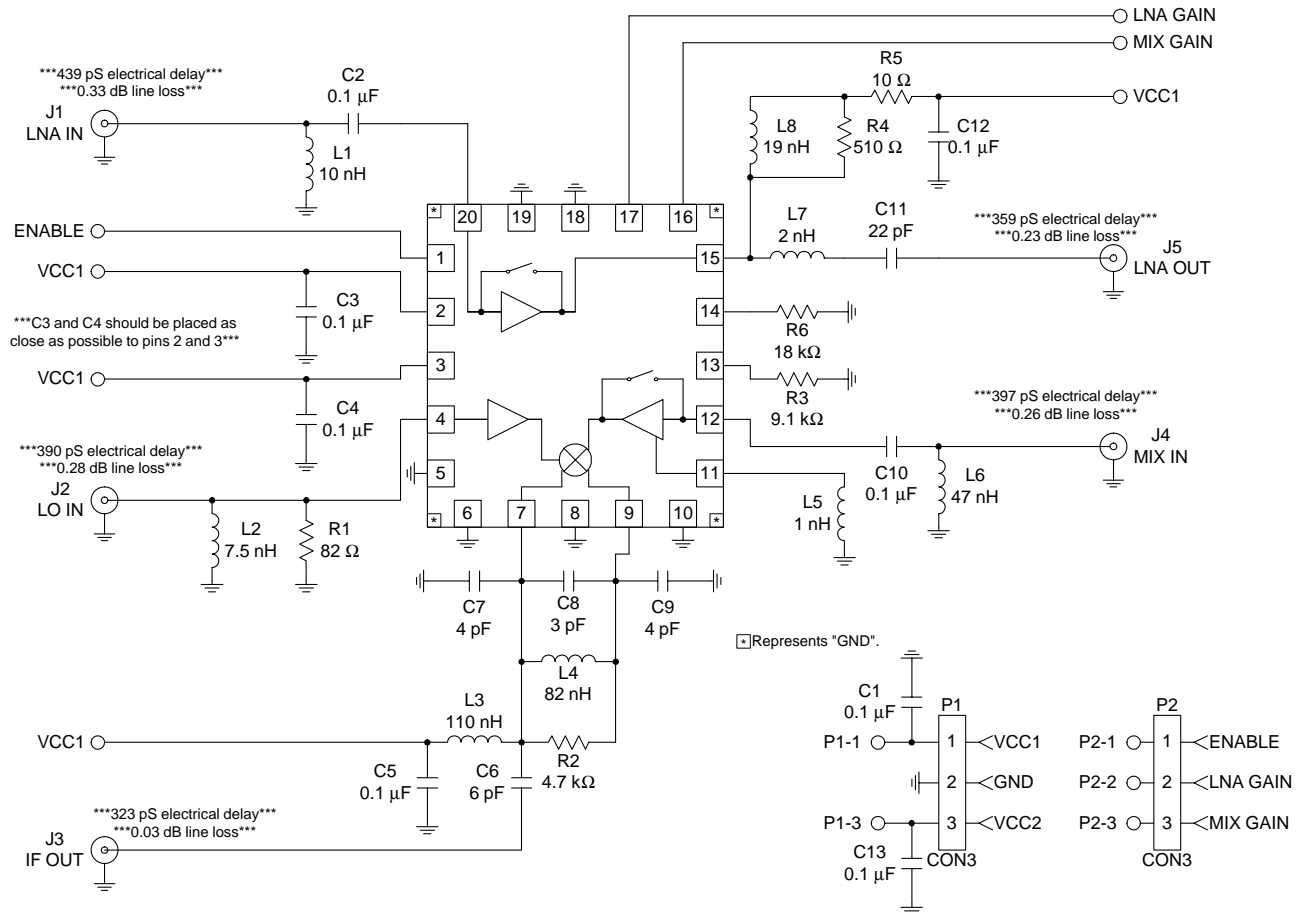 LNA GAIN
MIX GAIN
***439 pS electrical delay***
***0.33 dB line loss***
J1
LNA IN
C2
0.1 µF
L1
10 nH
R5
10 Ω
VCC1
L8
19 nH
R4
510 Ω
C12
0.1 µF
*
20
19
18
17
16
*
ENABLE
1
VCC1
2
C3
0.1 µF
***C3 and C4 should be placed as
close as possible to pins 2 and 3***
VCC1
3
C4
0.1 µF
4
***390 pS electrical delay***
***0.28 dB line loss***
J2
LO IN
5
L2
7.5 nH
R1
82 Ω
L7
2 nH
C11
22 pF
***359 pS electrical delay***
***0.23 dB line loss***
J5
LNA OUT
15
14
R6
18 kΩ
13
R3
9.1 kΩ
12
***397 pS electrical delay***
***0.26 dB line loss***
J4
MIX IN
C10
0.1 µF
L6
47 nH
11
L5
1 nH
*
6
7
8
9
10
*
C7
4 pF
C8
3 pF
C9
4 pF
L4
82 nH
* Represents "GND".
L3
110 nH
VCC1
R2
4.7 kΩ
C5
0.1 µF
C6
6 pF
***323 pS electrical delay***
***0.03 dB line loss***
J3
IF OUT
C1
0.1 µF
P1
P1-1
1
VCC1
2
GND
P1-3
3
VCC2
CON3
C13
0.1 µF
P2
P2-1
1
ENABLE
P2-2
2
LNA GAIN
P2-3
3
MIX GAIN
CON3